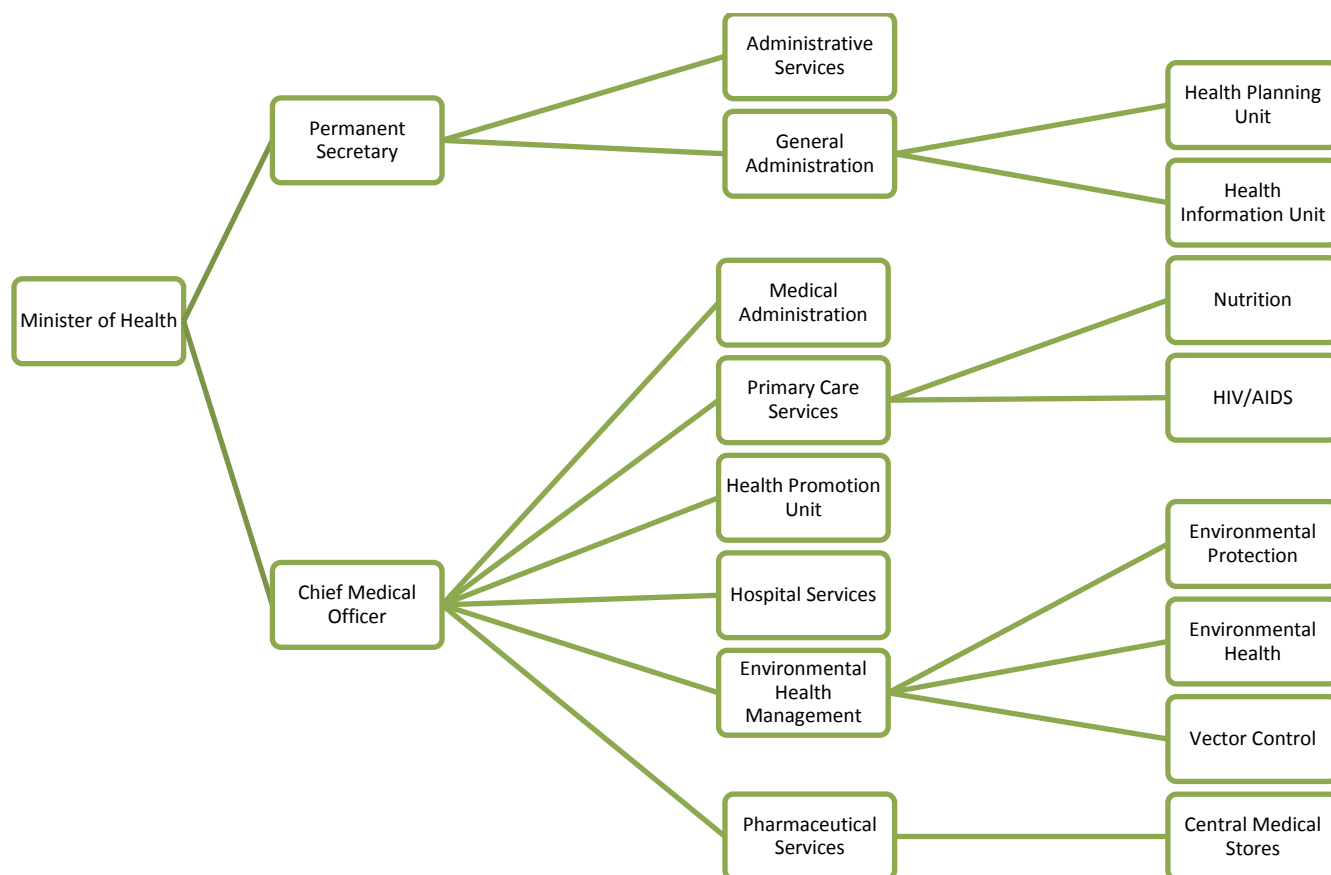 Minister of Health
Permanent
Secretary
Chief Medical
Officer
Administrative
Services
General
Administration
Medical
Administration
Primary Care
Services
Health Promotion
Unit
Hospital Services
Environmental
Health
Management
Pharmaceutical
Services
Health Planning
Unit
Health
Information Unit
Nutrition
HIV/AIDS
Environmental
Protection
Environmental
Health
Vector Control
Central Medical
Stores